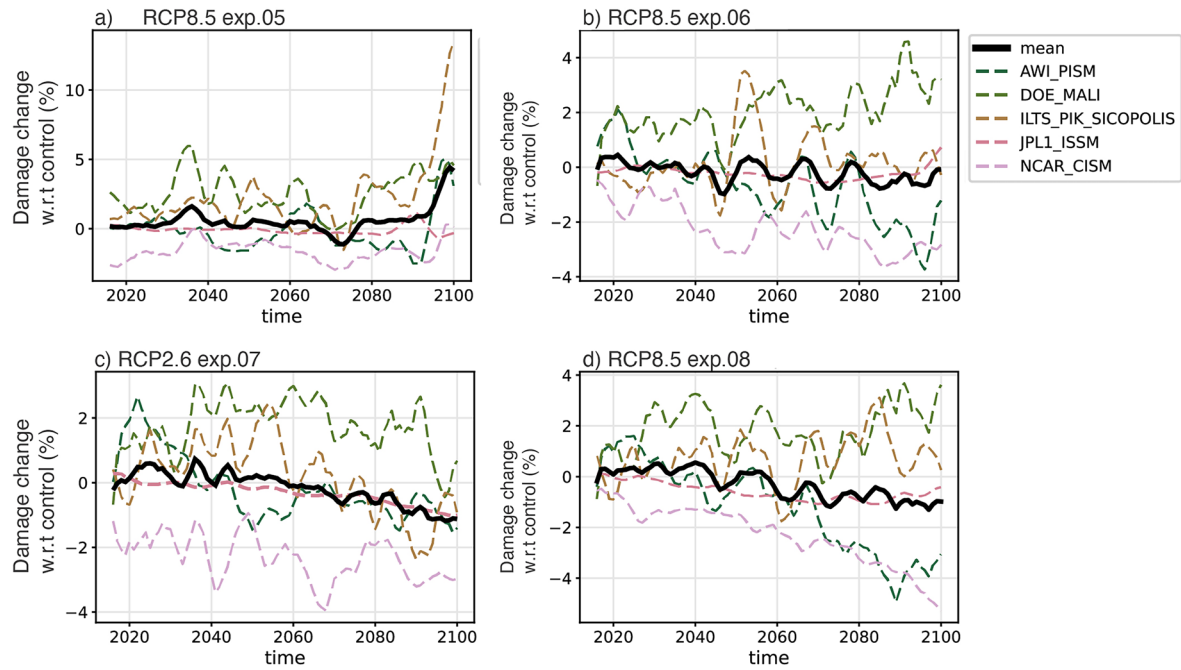 a) RCP8.5 exp.05
Damage change
w.r.t control (%)
10
5
0
2020 2040 2060 2080 2100
time
b) RCP8.5 exp.06
Damage change
w.r.t control (%)
4
2
0
−2
−4
2020 2040 2060 2080 2100
time
mean
AWI_PISM
DOE_MALI
ILTS_PIK_SICOPOLIS
JPL1_ISSM
NCAR_CISM
c) RCP2.6 exp.07
Damage change
w.r.t control (%)
2
0
−2
−4
2020 2040 2060 2080 2100
time
d) RCP8.5 exp.08
Damage change
w.r.t control (%)
4
2
0
−2
−4
2020 2040 2060 2080 2100
time